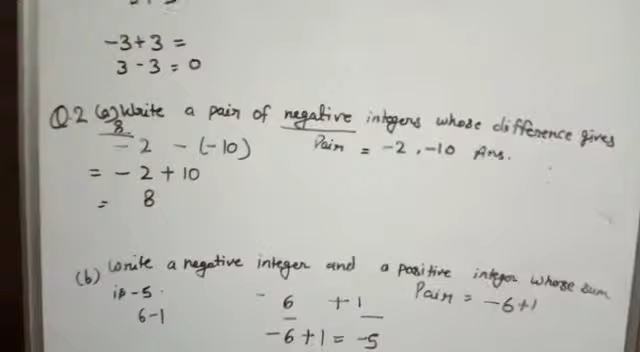 -3+3 =
3-3=0
Q.2 (a) Write a pair of negative integers whose difference gives
8.
-2 - (-10) Pair = -2, -10 Ans.
= -2+10
= 8
(b) Write a negative integer and a positive integer whose sum
is -5. -6 +1 Pair = -6+1
6-1
-6+1 = -5